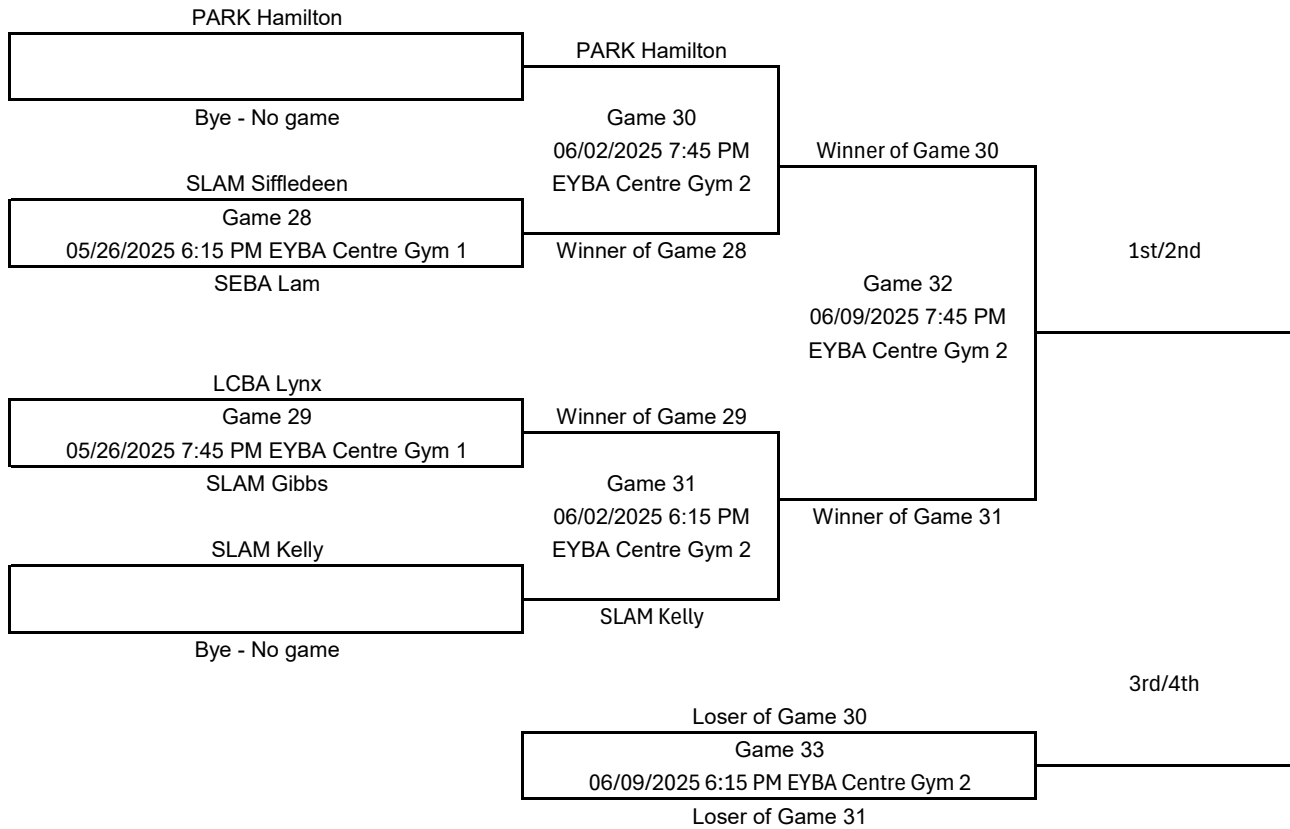 PARK Hamilton
PARK Hamilton
Bye - No game
Game 30
06/02/2025 7:45 PM
Winner of Game 30
SLAM Siffledeen
EYBA Centre Gym 2
Game 28
05/26/2025 6:15 PM EYBA Centre Gym 1
Winner of Game 28
1st/2nd
SEBA Lam
Game 32
06/09/2025 7:45 PM
EYBA Centre Gym 2
LCBA Lynx
Game 29
Winner of Game 29
05/26/2025 7:45 PM EYBA Centre Gym 1
SLAM Gibbs
Game 31
06/02/2025 6:15 PM
Winner of Game 31
SLAM Kelly
EYBA Centre Gym 2
SLAM Kelly
Bye - No game
3rd/4th
Loser of Game 30
Game 33
06/09/2025 6:15 PM EYBA Centre Gym 2
Loser of Game 31